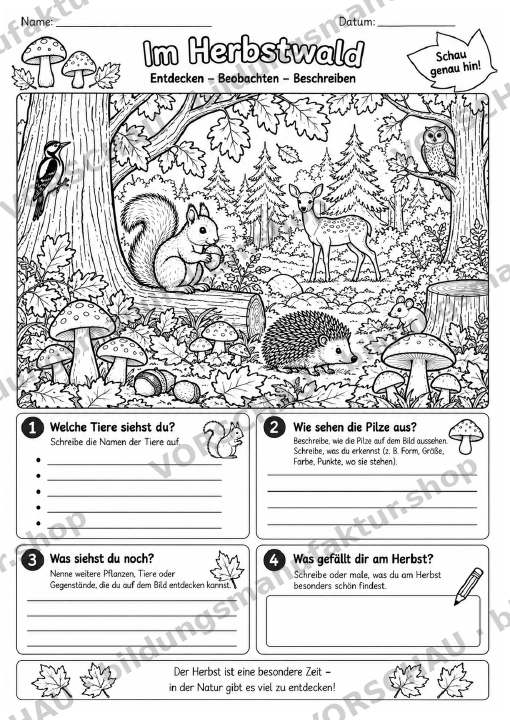 Name: Datum:
Im Herbstwald
Entdecken – Beobachten – Beschreiben
Schau
genau hin!
1 Welche Tiere siehst du?
Schreibe die Namen der Tiere auf.
2 Wie sehen die Pilze aus?
Beschreibe, wie die Pilze auf dem Bild aussehen.
Schreibe, was du erkennst (z. B. Form, Größe,
Farbe, Punkte, wo sie stehen).
3 Was siehst du noch?
Nenne weitere Pflanzen, Tiere oder
Gegenstände, die du auf dem Bild entdecken kannst.
4 Was gefällt dir am Herbst?
Schreibe oder male, was du am Herbst
besonders schön findest.
Der Herbst ist eine besondere Zeit –
in der Natur gibt es viel zu entdecken!
VORSCHAU · bildungsmanufaktur.shop